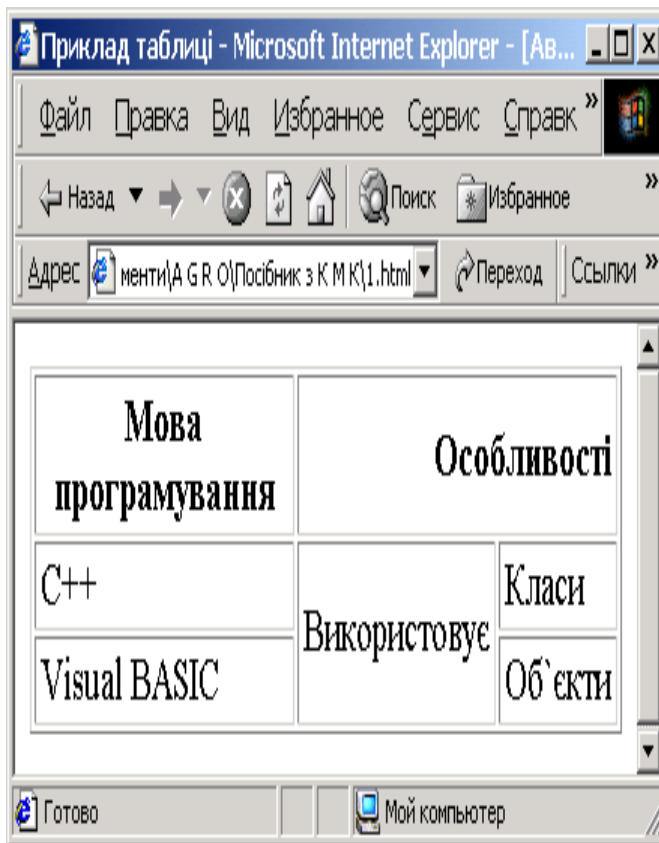 Приклад таблиці - Microsoft Internet Explorer - [Ав...
Файл Правка Вид Избранное Сервис Справк »
Назад Поиск Избранное »
Адрес менти\A G R O\Посібник з К М К\1.html Переход Ссылки »
Мова
програмування
Особливості
C++
Використовує
Класи
Visual BASIC
Об`єкти
Готово Мой компьютер